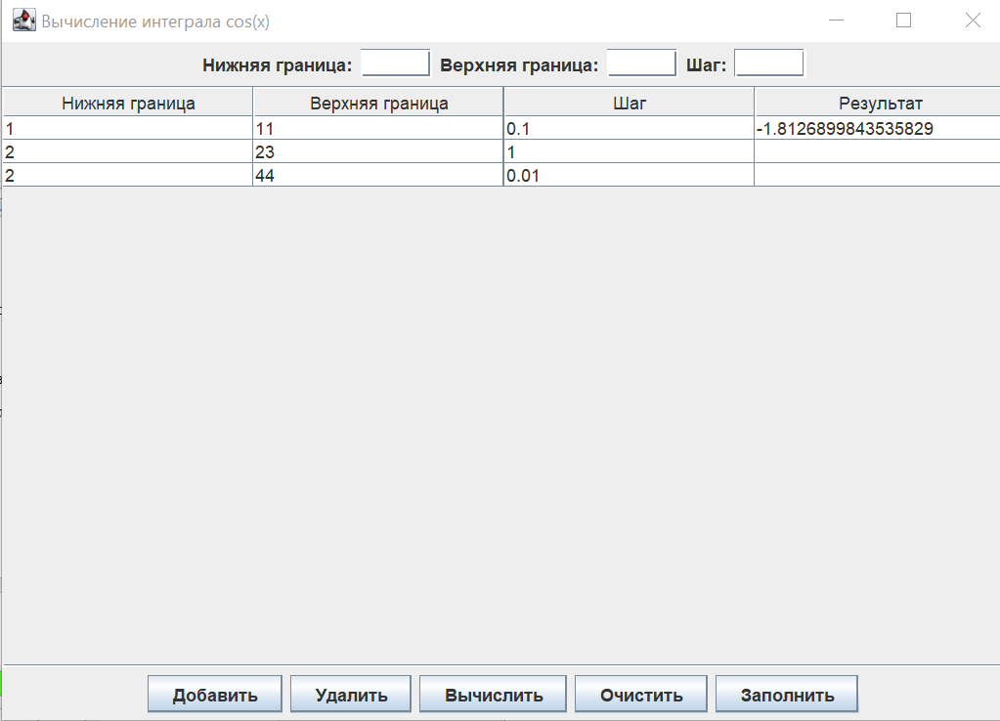 Вычисление интеграла cos(x)
Нижняя граница: Верхняя граница: Шаг:
Нижняя граница Верхняя граница Шаг Результат
1 11 0.1 -1.8126899843535829
2 23 1
2 44 0.01
Добавить Удалить Вычислить Очистить Заполнить